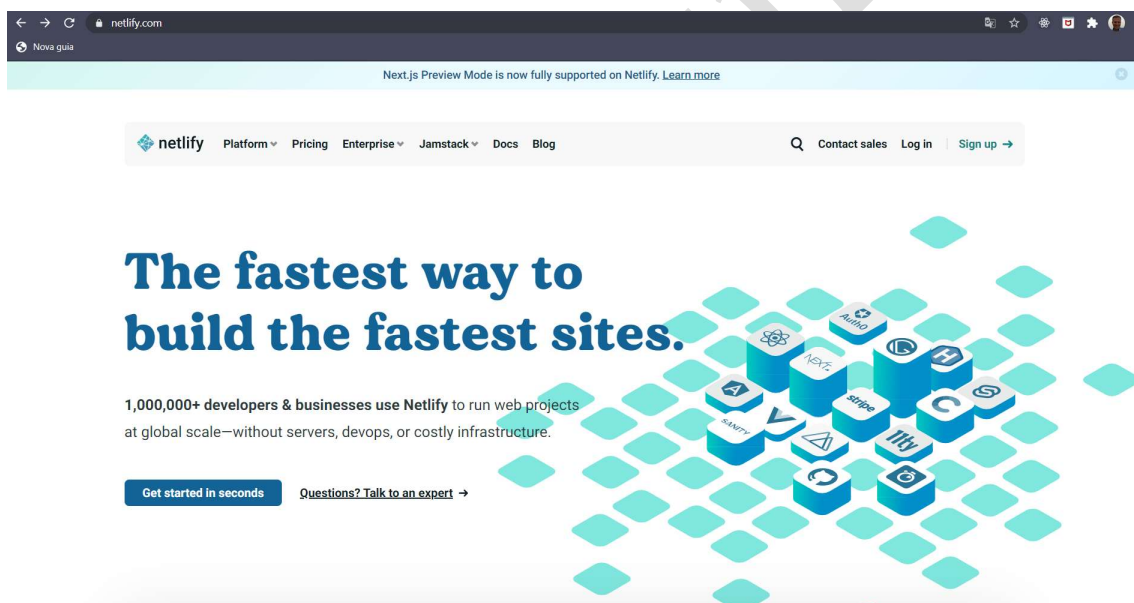 netlify.com
Nova guia
Next.js Preview Mode is now fully supported on Netlify. Learn more
netlify Platform Pricing Enterprise Jamstack Docs Blog Contact sales Log in Sign up →
The fastest way to
build the fastest sites.
1,000,000+ developers & businesses use Netlify to run web projects
at global scale—without servers, devops, or costly infrastructure.
Get started in seconds Questions? Talk to an expert →
Auth0
NEXT.
stripe
SANITY
11ty